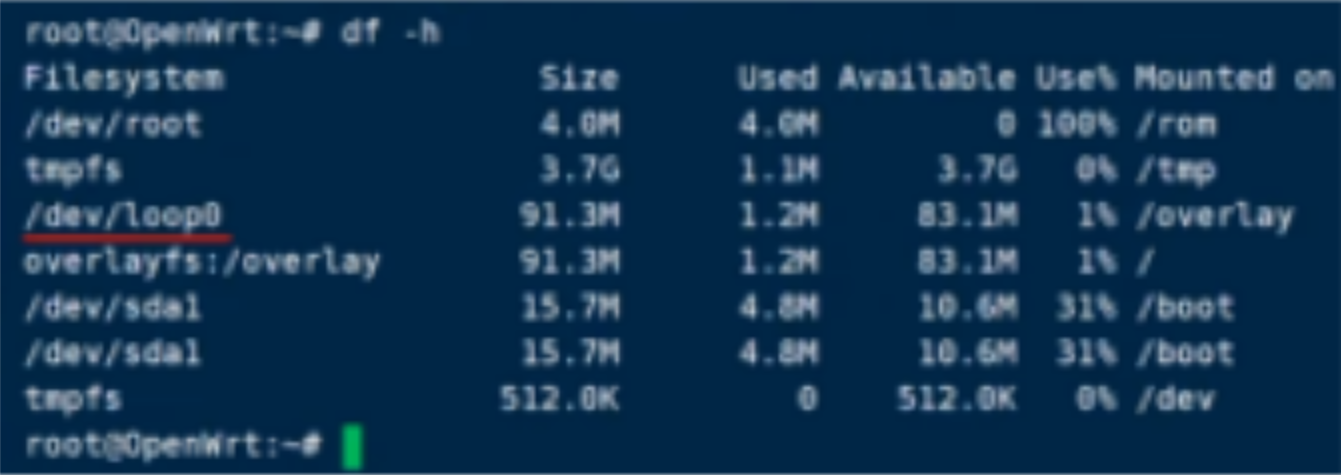 root@OpenWrt:~# df -h
Filesystem                Size      Used Available Use% Mounted on
/dev/root                 4.0M      4.0M         0 100% /rom
tmpfs                     3.7G      1.1M      3.7G   0% /tmp
/dev/loop0               91.3M      1.2M     83.1M   1% /overlay
overlayfs:/overlay       91.3M      1.2M     83.1M   1% /
/dev/sda1                15.7M      4.8M     10.6M  31% /boot
/dev/sda1                15.7M      4.8M     10.6M  31% /boot
tmpfs                   512.0K         0    512.0K   0% /dev
root@OpenWrt:~#